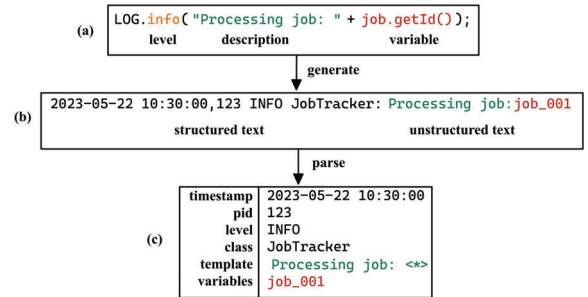 (a)
LOG.info("Processing job: " + job.getId());
level description variable
generate
(b)
2023-05-22 10:30:00,123 INFO JobTracker: Processing job:job_001
structured text unstructured text
parse
(c)
timestamp 2023-05-22 10:30:00
pid 123
level INFO
class JobTracker
template Processing job: <*>
variables job_001